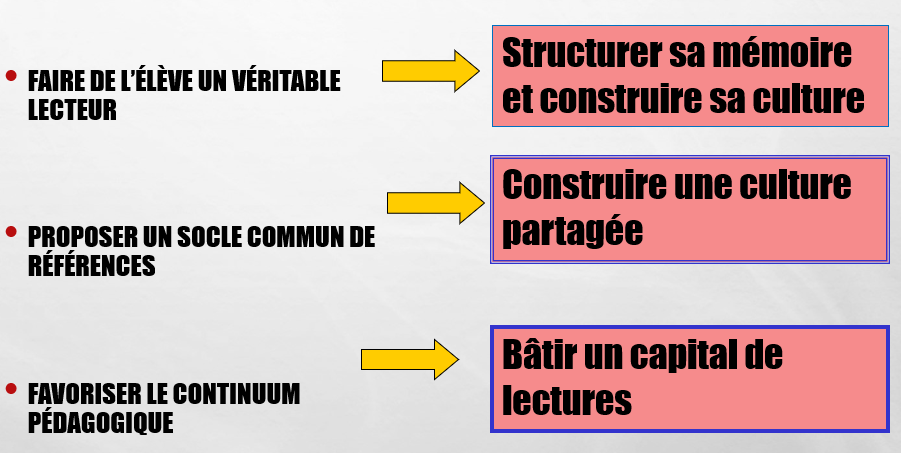 • FAIRE DE L'ÉLÈVE UN VÉRITABLE
LECTEUR
Structurer sa mémoire
et construire sa culture
• PROPOSER UN SOCLE COMMUN DE
RÉFÉRENCES
Construire une culture
partagée
• FAVORISER LE CONTINUUM
PÉDAGOGIQUE
Bâtir un capital de
lectures